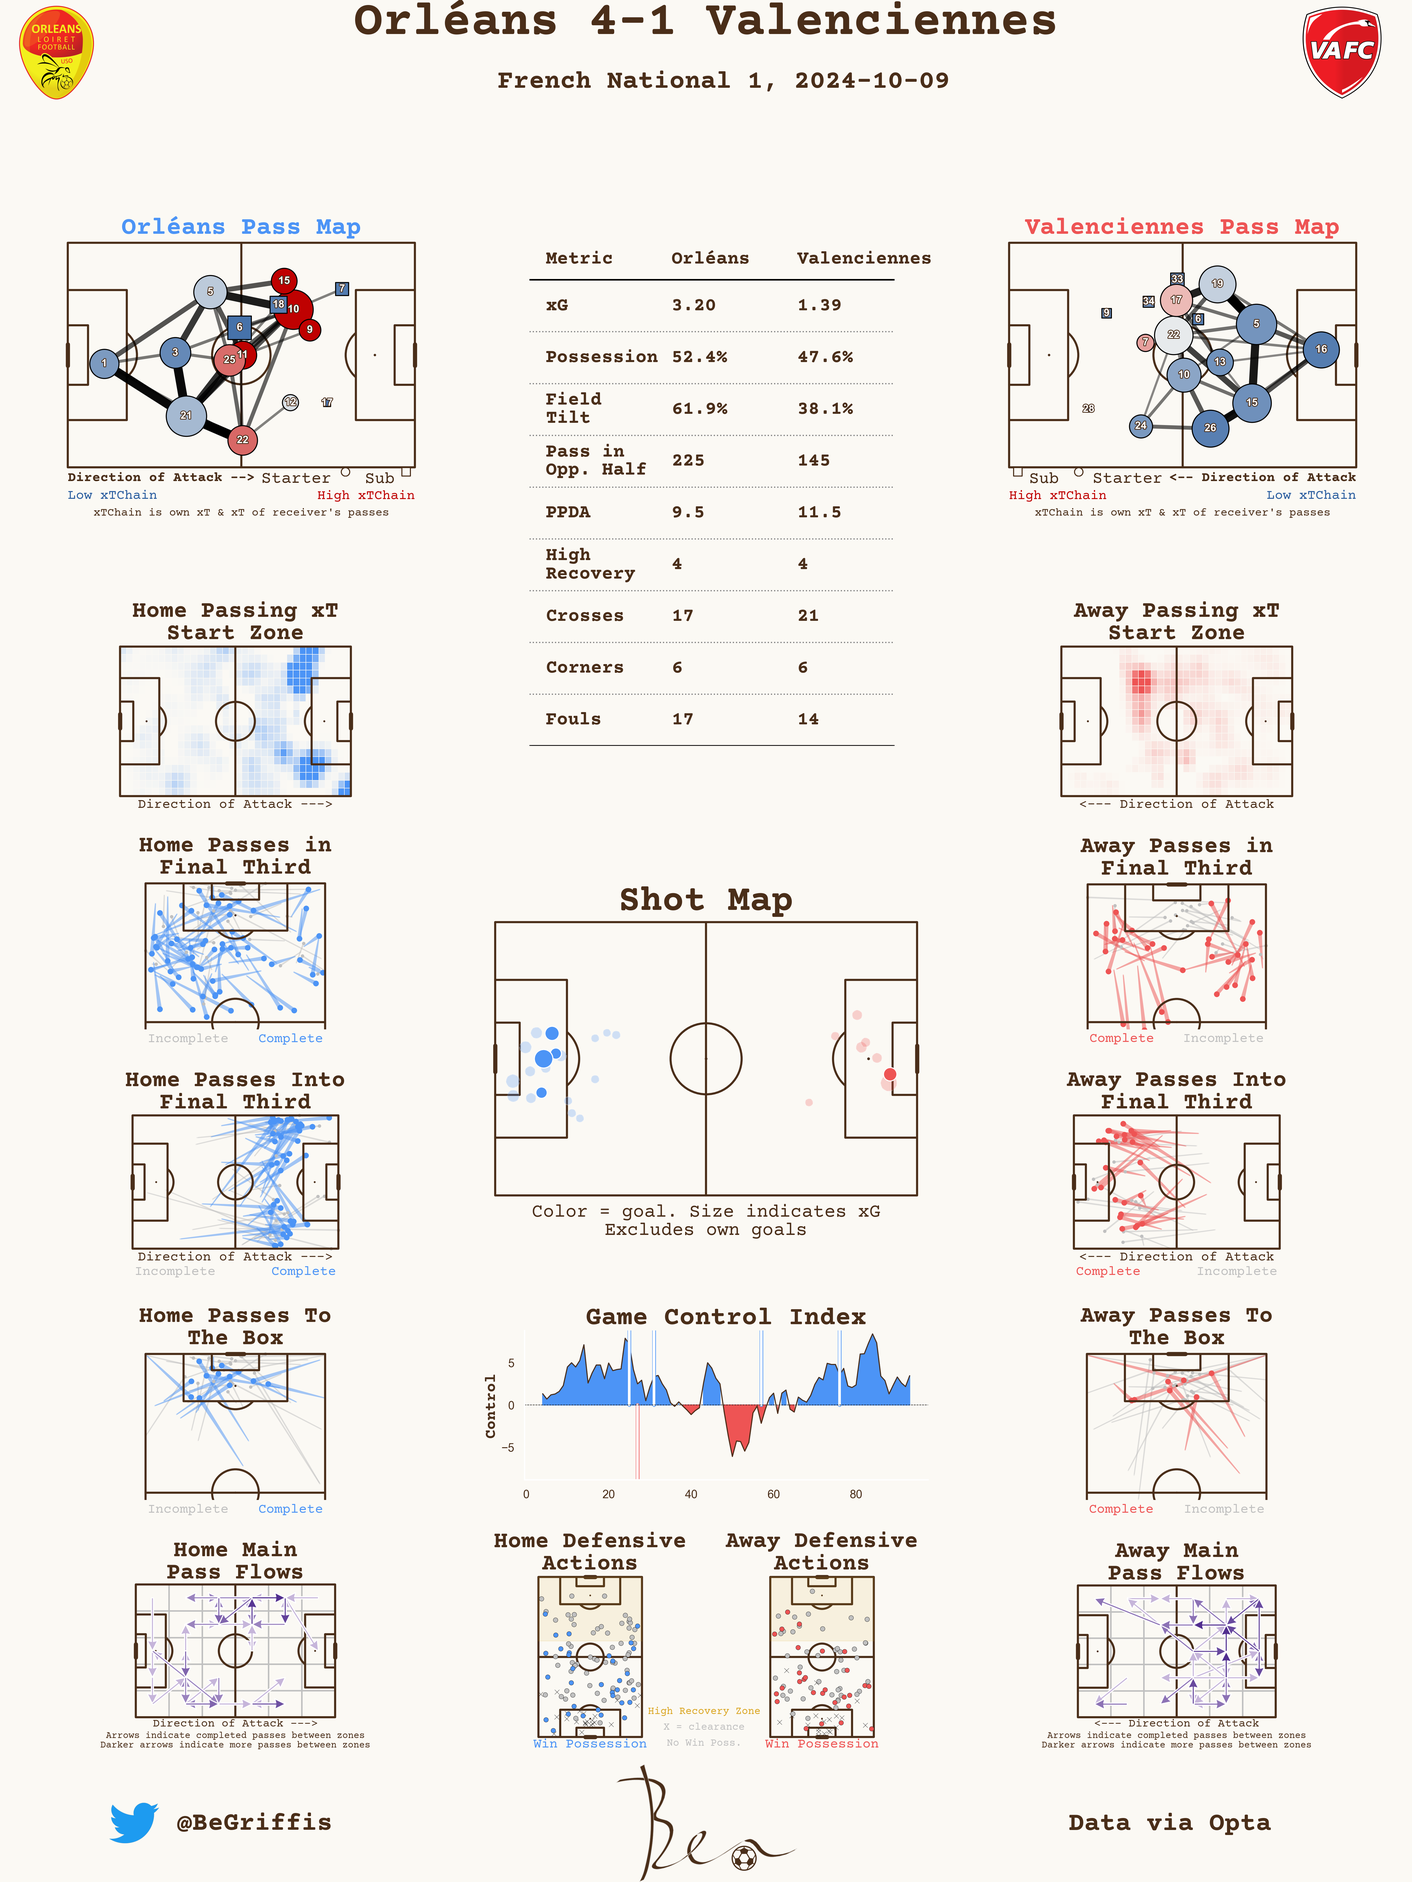 Orléans 4-1 Valenciennes
French National 1, 2024-10-09
ORLEANS
LOIRET
FOOTBALL
USO
VAFC
Orléans Pass Map
1
5
3
21
6
25
11
22
15
18
10
9
7
12
17
Direction of Attack --> Starter Sub
Low xTChain High xTChain
xTChain is own xT & xT of receiver's passes
Metric Orléans Valenciennes
xG 3.20 1.39
Possession 52.4% 47.6%
Field
Tilt 61.9% 38.1%
Pass in
Opp. Half 225 145
PPDA 9.5 11.5
High
Recovery 4 4
Crosses 17 21
Corners 6 6
Fouls 17 14
Valenciennes Pass Map
33
19
17
34
9
6
5
22
7
16
13
10
15
28
24
26
Sub Starter <-- Direction of Attack
High xTChain Low xTChain
xTChain is own xT & xT of receiver's passes
Home Passing xT
Start Zone
Direction of Attack --->
Away Passing xT
Start Zone
<--- Direction of Attack
Home Passes in
Final Third
Incomplete Complete
Away Passes in
Final Third
Complete Incomplete
Shot Map
Color = goal. Size indicates xG
Excludes own goals
Home Passes Into
Final Third
Direction of Attack --->
Incomplete Complete
Away Passes Into
Final Third
<--- Direction of Attack
Complete Incomplete
Home Passes To
The Box
Incomplete Complete
Game Control Index
Control
5
0
−5
0 20 40 60 80
Away Passes To
The Box
Complete Incomplete
Home Main
Pass Flows
Direction of Attack --->
Arrows indicate completed passes between zones
Darker arrows indicate more passes between zones
Home Defensive
Actions
Win Possession
Away Defensive
Actions
Win Possession
High Recovery Zone
X = clearance
No Win Poss.
Away Main
Pass Flows
<--- Direction of Attack
Arrows indicate completed passes between zones
Darker arrows indicate more passes between zones
@BeGriffis
Ben
Data via Opta